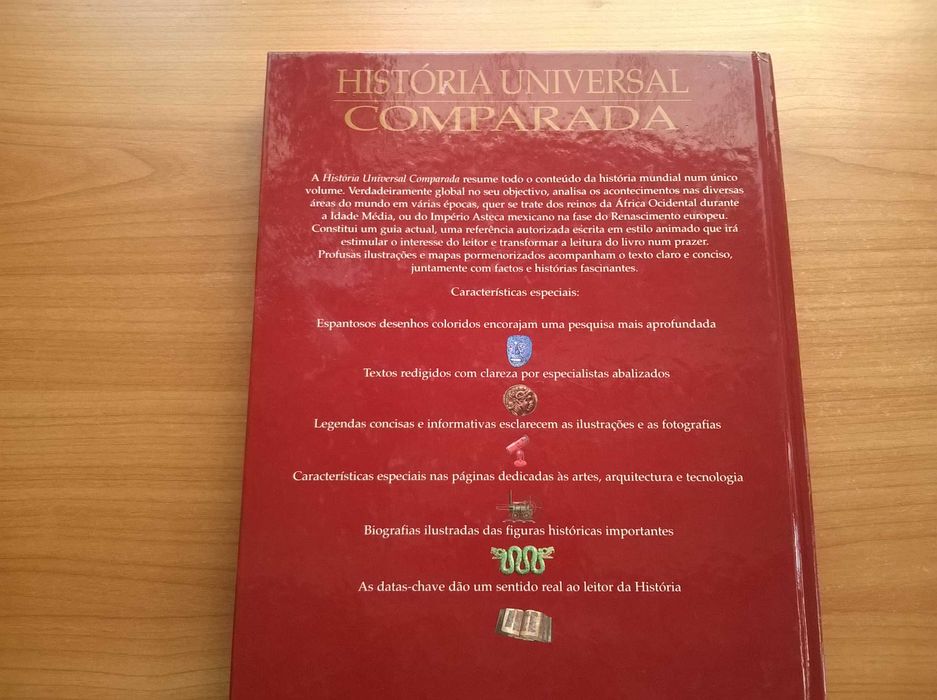 HISTÓRIA UNIVERSAL
COMPARADA
A História Universal Comparada resume todo o conteúdo da história mundial num único
volume. Verdadeiramente global no seu objectivo, analisa os acontecimentos nas diversas
áreas do mundo em várias épocas, quer se trate dos reinos da África Ocidental durante
a Idade Média, ou do Império Asteca mexicano na fase do Renascimento europeu.
Constitui um guia actual, uma referência autorizada escrita em estilo animado que irá
estimular o interesse do leitor e transformar a leitura do livro num prazer.
Profusas ilustrações e mapas pormenorizados acompanham o texto claro e conciso,
juntamente com factos e histórias fascinantes.
Características especiais:
Espantosos desenhos coloridos encorajam uma pesquisa mais aprofundada
Textos redigidos com clareza por especialistas abalizados
Legendas concisas e informativas esclarecem as ilustrações e as fotografias
Características especiais nas páginas dedicadas às artes, arquitectura e tecnologia
Biografias ilustradas das figuras históricas importantes
As datas-chave dão um sentido real ao leitor da História